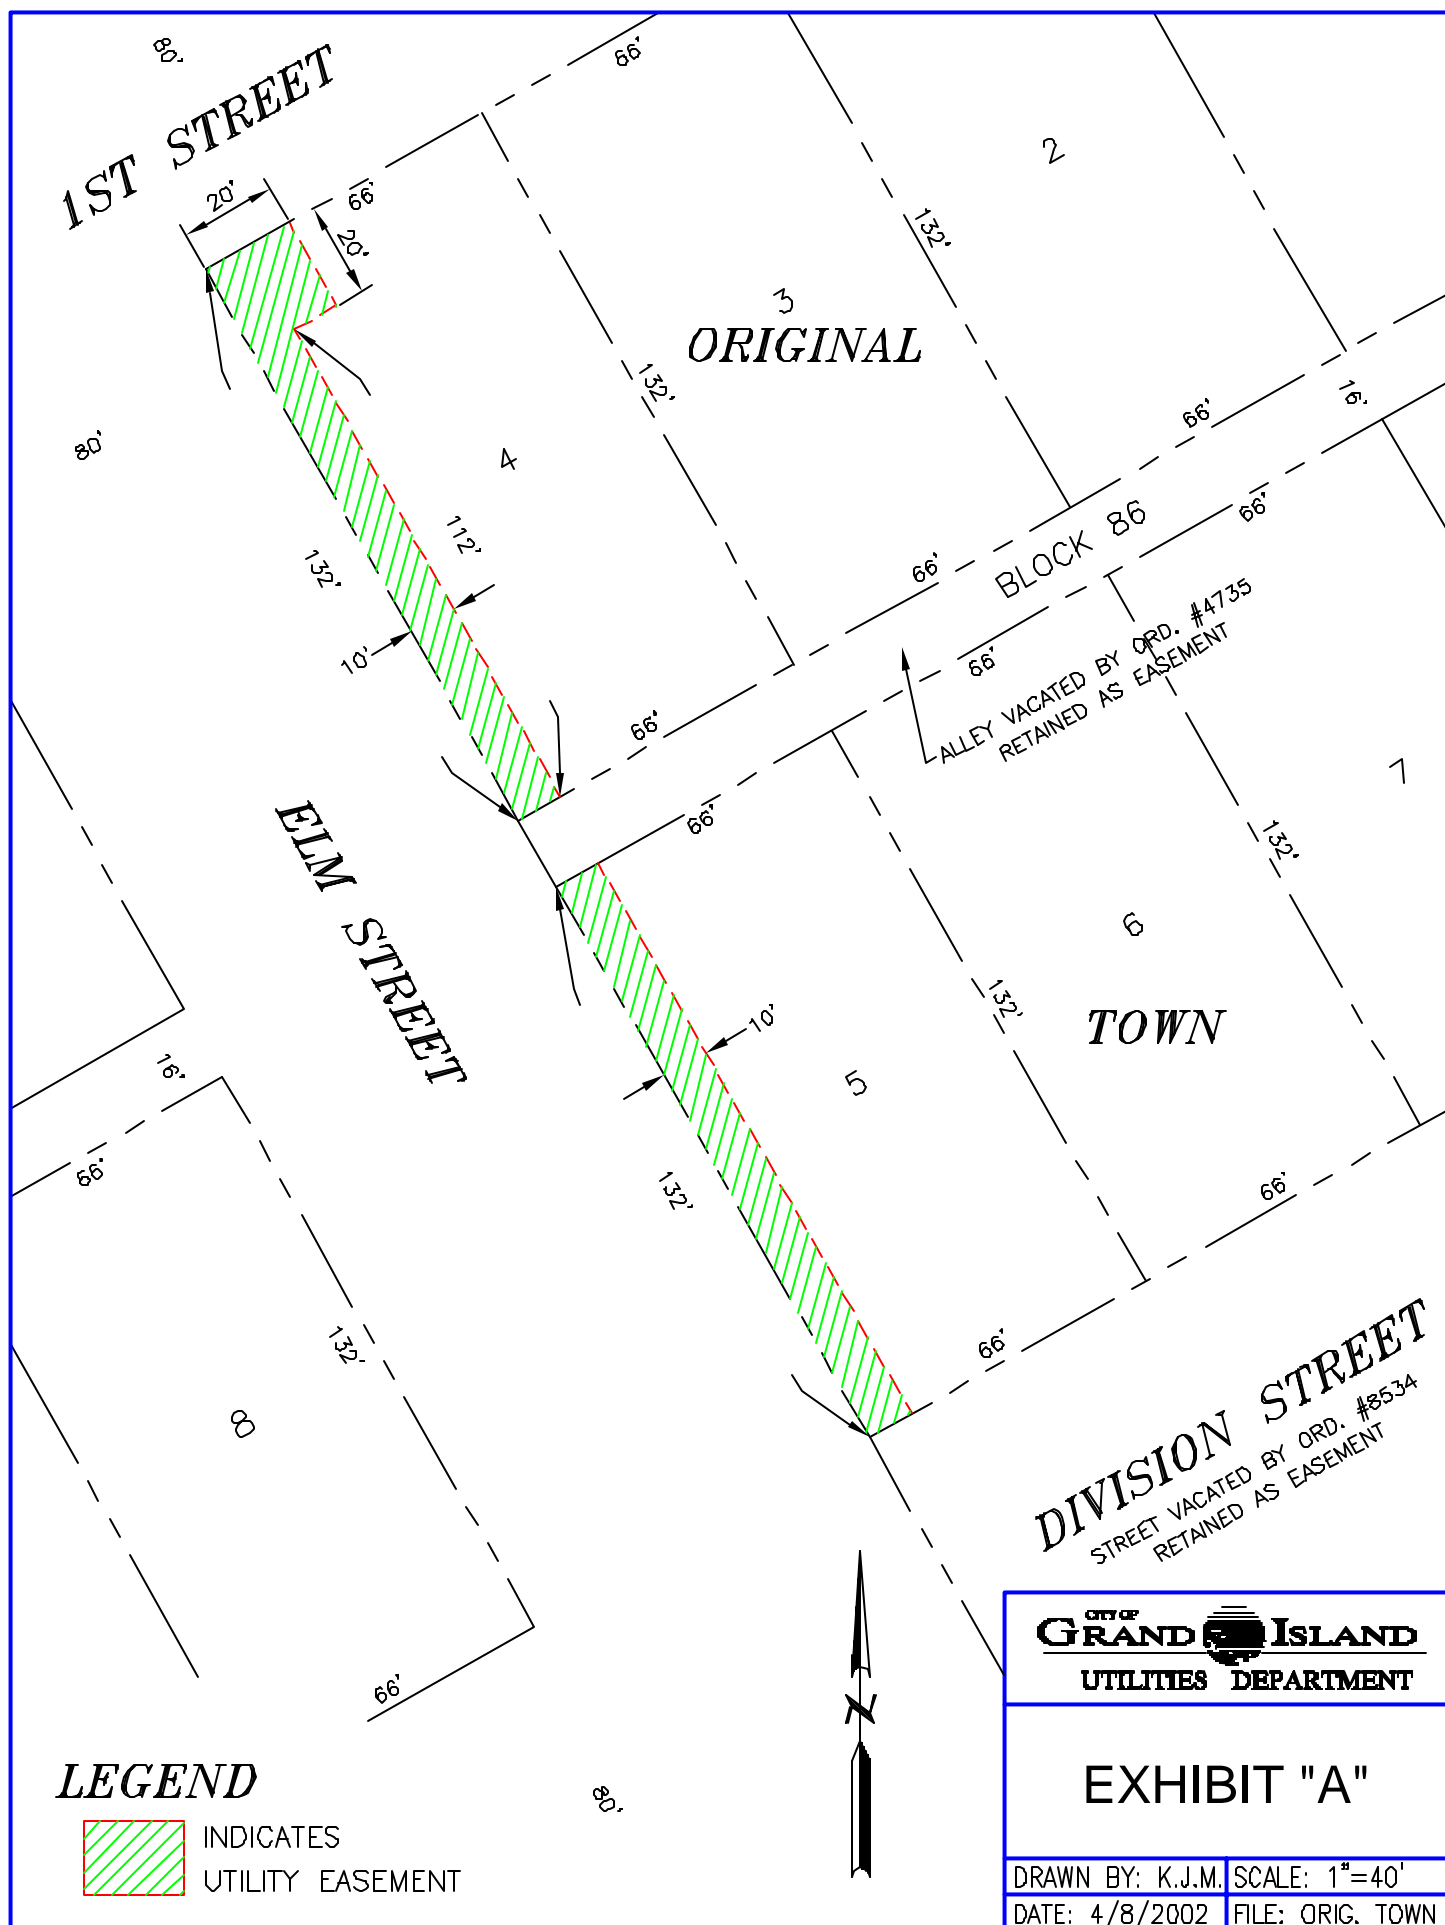 80'
1ST STREET
66'
20'
66'
20'
2
132'
3
ORIGINAL
132'
80'
4
66'
16'
112'
132'
66'
BLOCK 86
66'
10'
66'
66'
ALLEY VACATED BY ORD. #4735
RETAINED AS EASEMENT
66'
7
ELM STREET
132'
6
132'
TOWN
10'
16'
5
66'
132'
66'
132'
66'
8
DIVISION STREET
STREET VACATED BY ORD. #8534
RETAINED AS EASEMENT
66'
N
80'
LEGEND
INDICATES
UTILITY EASEMENT
CITY OF
GRAND ISLAND
UTILITIES DEPARTMENT
EXHIBIT "A"
DRAWN BY: K.J.M.
SCALE: 1"=40'
DATE: 4/8/2002
FILE: ORIG. TOWN